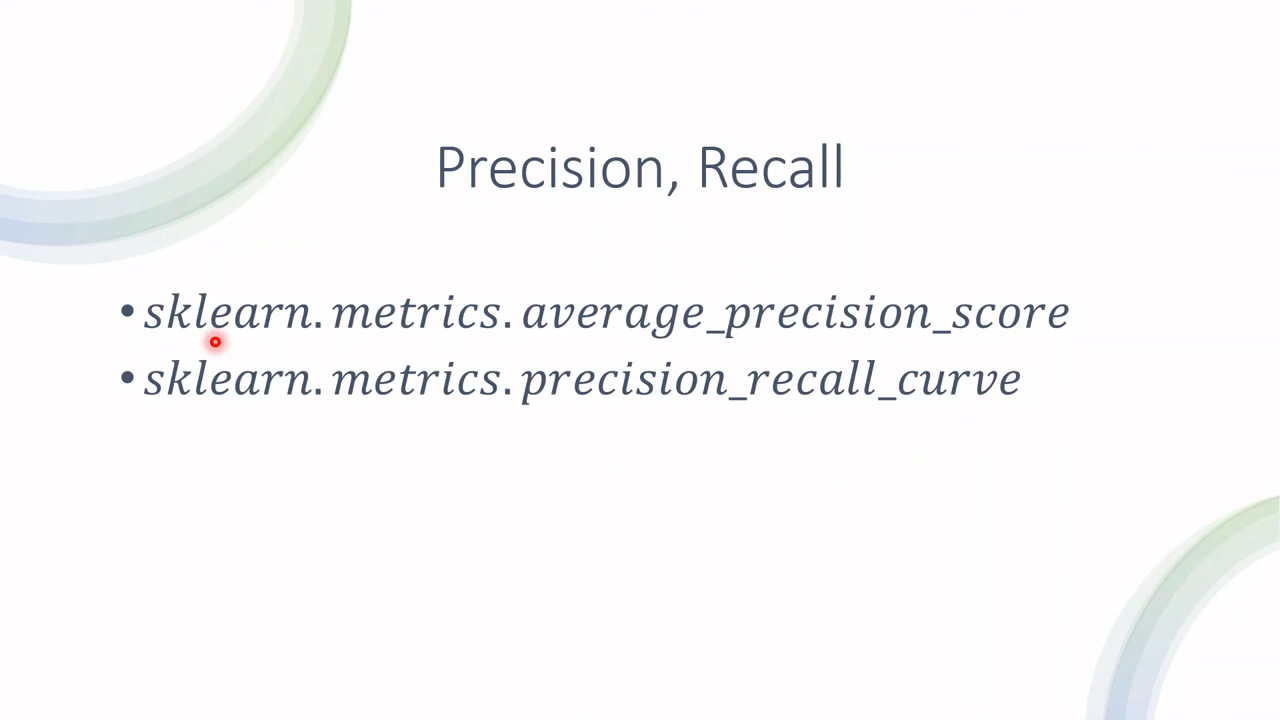 Precision, Recall
• sklearn.metrics.average_precision_score
• sklearn.metrics.precision_recall_curve